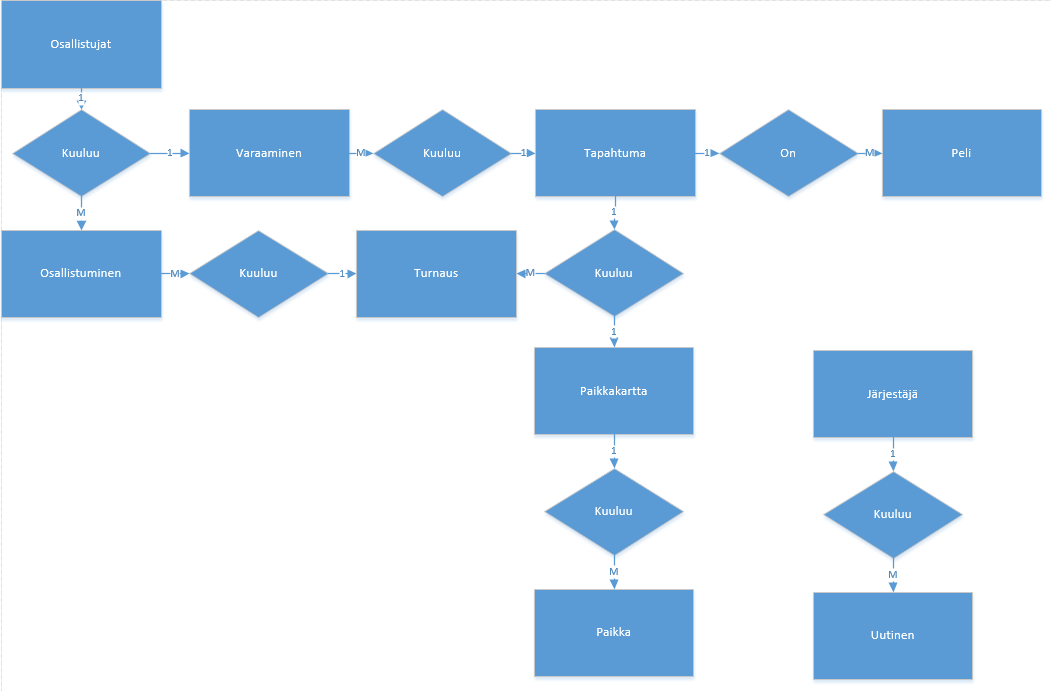 Osallistujat
1
Kuuluu
1
Varaaminen
M
Kuuluu
1
Tapahtuma
1
On
M
Peli
M
1
Osallistuminen
M
Kuuluu
1
Turnaus
M
Kuuluu
1
Paikkakartta
Järjestäjä
1
1
Kuuluu
Kuuluu
M
M
Paikka
Uutinen